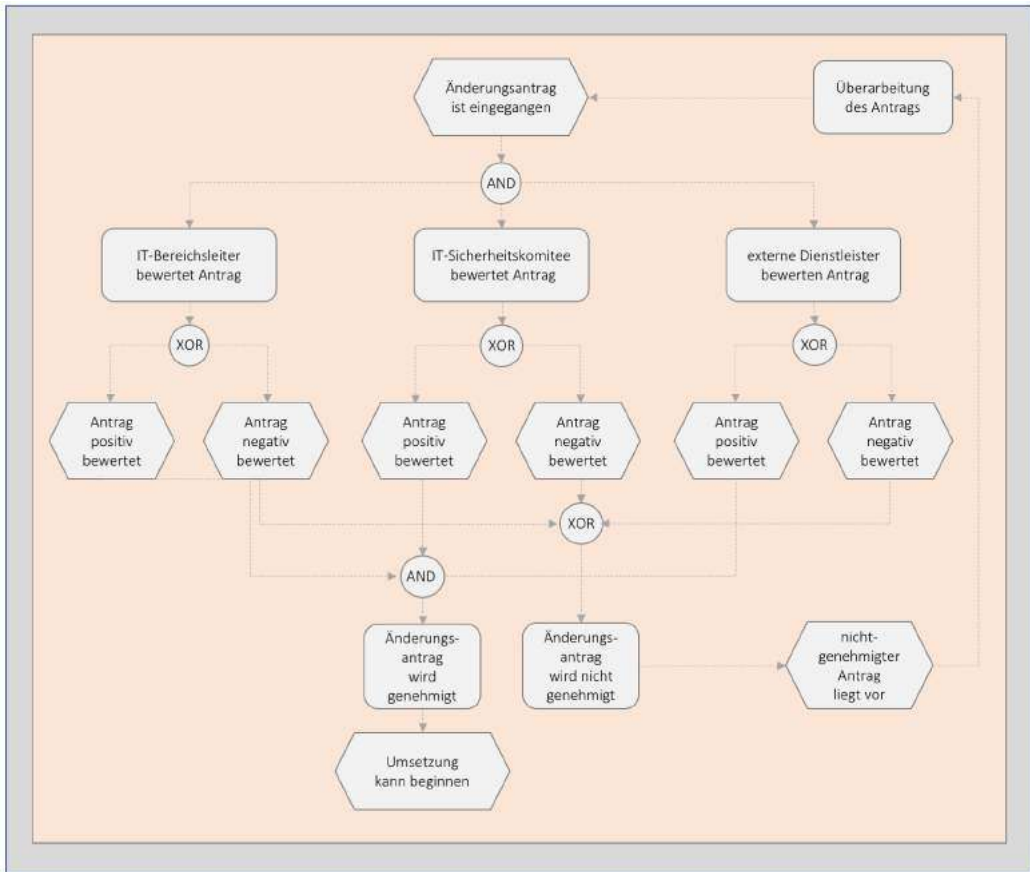 Änderungsantrag
ist eingegangen
Überarbeitung
des Antrags
AND
IT-Bereichsleiter
bewertet Antrag
IT-Sicherheitskomitee
bewertet Antrag
externe Dienstleister
bewerten Antrag
XOR
XOR
XOR
Antrag
positiv
bewertet
Antrag
negativ
bewertet
Antrag
positiv
bewertet
Antrag
negativ
bewertet
Antrag
positiv
bewertet
Antrag
negativ
bewertet
XOR
AND
Änderungs-
antrag
wird
genehmigt
Änderungs-
antrag
wird nicht
genehmigt
nicht-
genehmigter
Antrag
liegt vor
Umsetzung
kann beginnen